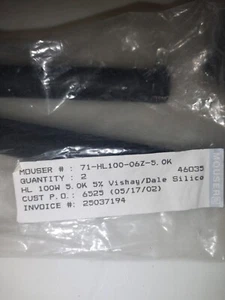 MOUSER # : 71-HL100-06Z-5.0K
QUANTITY : 2 46035
HL 100W 5.0K 5% Vishay/Dale Silico
CUST P.O.: 6525 (05/17/02)
INVOICE #: 25037194
MOUSER